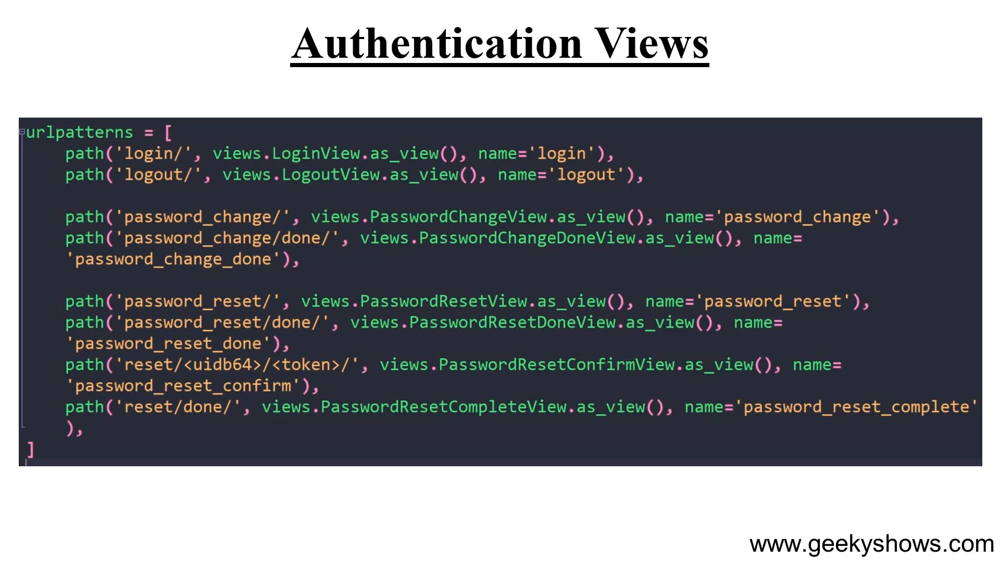 Authentication Views
urlpatterns = [
path('login/', views.LoginView.as_view(), name='login'),
path('logout/', views.LogoutView.as_view(), name='logout'),
path('password_change/', views.PasswordChangeView.as_view(), name='password_change'),
path('password_change/done/', views.PasswordChangeDoneView.as_view(), name=
'password_change_done'),
path('password_reset/', views.PasswordResetView.as_view(), name='password_reset'),
path('password_reset/done/', views.PasswordResetDoneView.as_view(), name=
'password_reset_done'),
path('reset/<uidb64>/<token>/', views.PasswordResetConfirmView.as_view(), name=
'password_reset_confirm'),
path('reset/done/', views.PasswordResetCompleteView.as_view(), name='password_reset_complete'
),
]
www.geekyshows.com